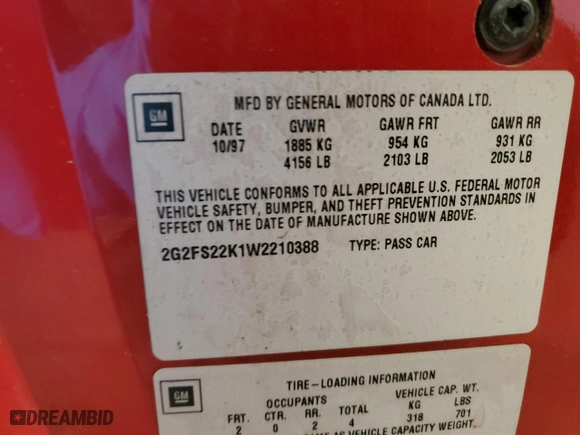 GM
MFD BY GENERAL MOTORS OF CANADA LTD.
DATE GVWR GAWR FRT GAWR RR
10/97 1885 KG 954 KG 931 KG
4156 LB 2103 LB 2053 LB
THIS VEHICLE CONFORMS TO ALL APPLICABLE U.S. FEDERAL MOTOR
VEHICLE SAFETY, BUMPER, AND THEFT PREVENTION STANDARDS IN
EFFECT ON THE DATE OF MANUFACTURE SHOWN ABOVE.
2G2FS22K1W2210388 TYPE: PASS CAR
GM
TIRE-LOADING INFORMATION
OCCUPANTS VEHICLE CAP. WT.
FRT. CTR. RR. TOTAL KG LBS
2 0 2 4 318 701
SAME AS VEHICLE CAPACITY WEIGHT.
DREAMBID